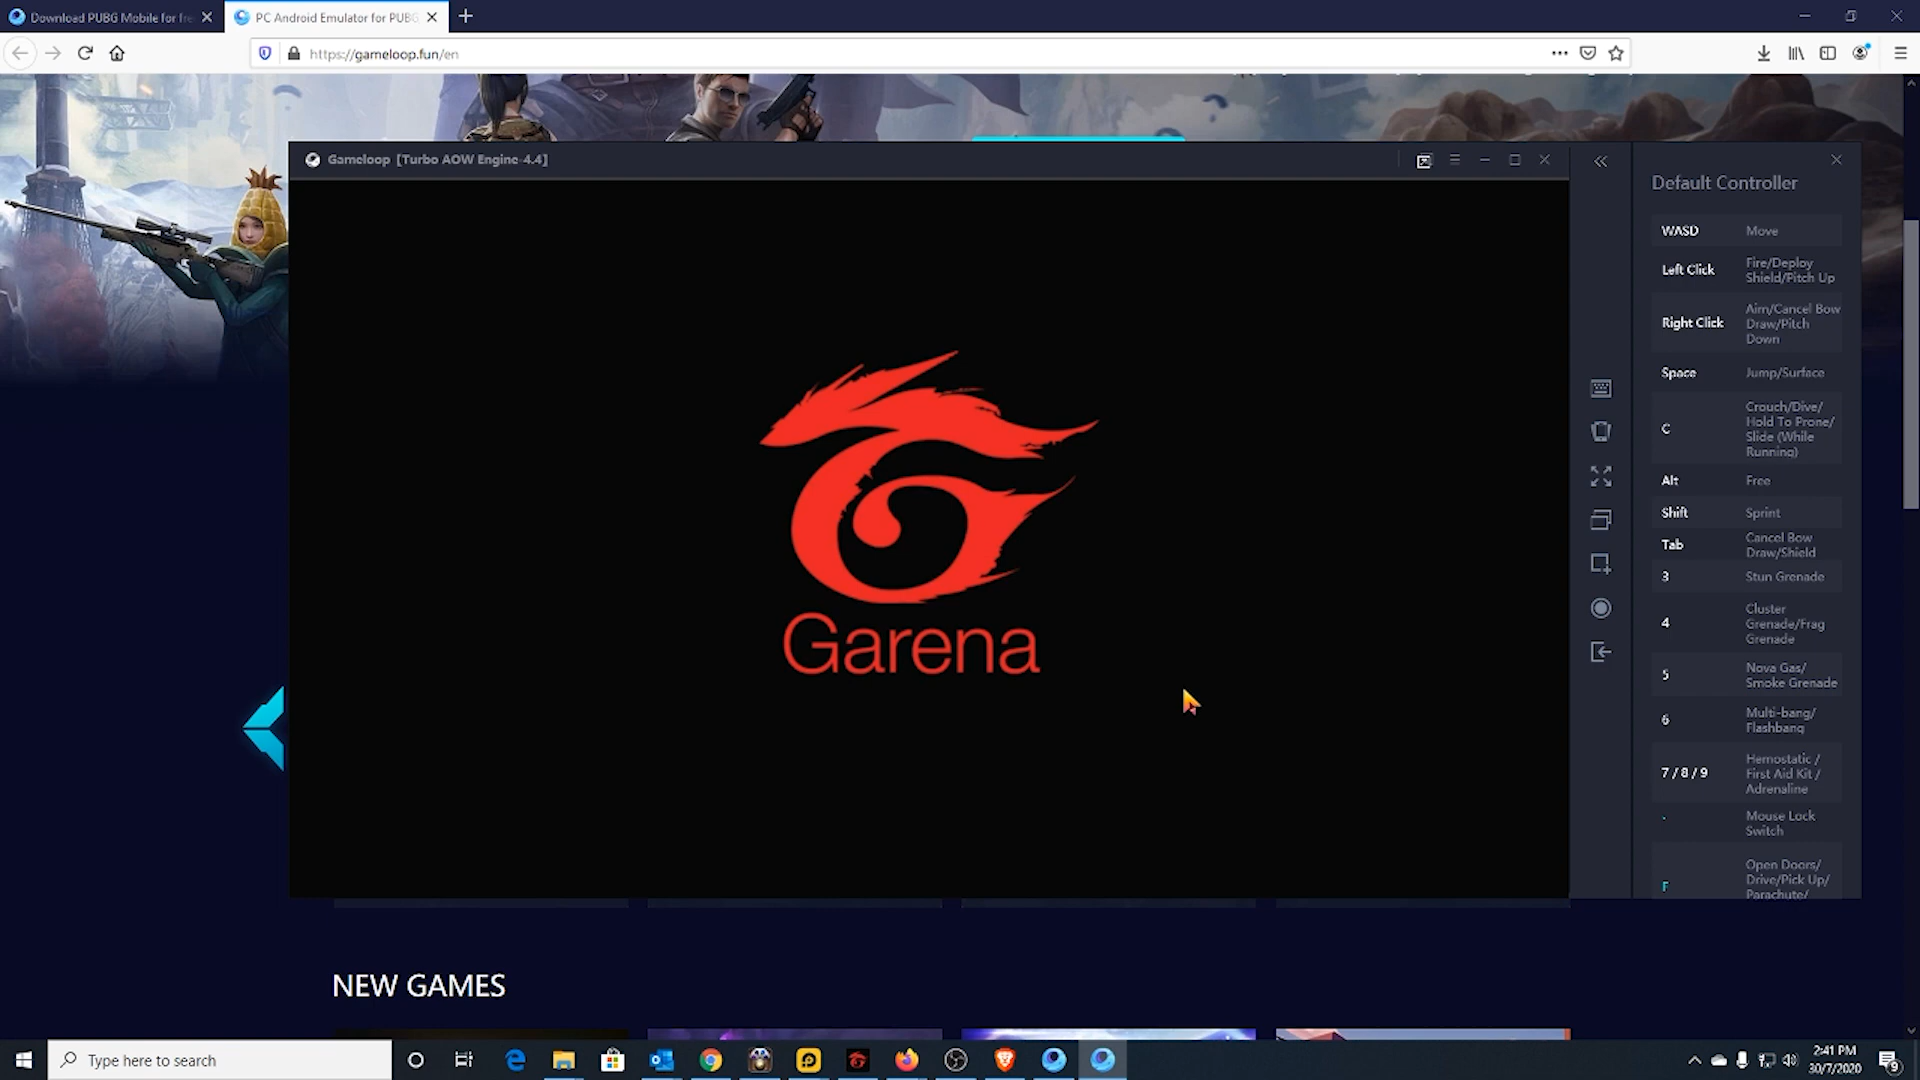 Download PUBG Mobile for fre
PC Android Emulator for PUBG
https://gameloop.fun/en
Gameloop [Turbo AOW Engine-4.4]
Default Controller
WASD Move
Left Click Fire/Deploy
Shield/Pitch Up
Right Click Aim/Cancel Bow
Draw/Pitch
Down
Space Jump/Surface
C Crouch/Dive/
Hold To Prone/
Slide (While
Running)
Alt Free
Shift Sprint
Tab Cancel Bow
Draw/Shield
3 Stun Grenade
4 Cluster
Grenade/Frag
Grenade
5 Nova Gas/
Smoke Grenade
6 Multi-bang/
Flashbang
7 / 8 / 9 Hemostatic /
First Aid Kit /
Adrenaline
` Mouse Lock
Switch
F Open Doors/
Drive/Pick Up/
Parachute/
Garena
NEW GAMES
Type here to search
2:41 PM
30/7/2020
9